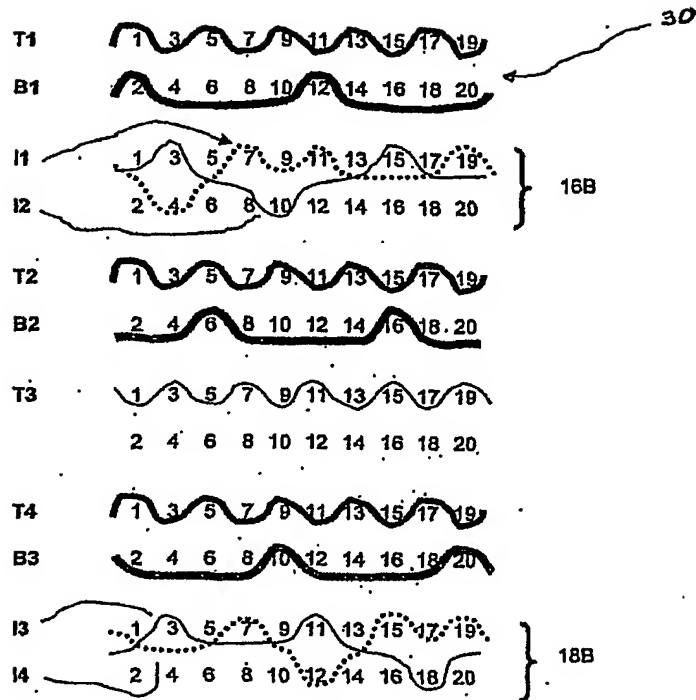 30
T1 1 3 5 7 9 11 13 15 17 19
B1 2 4 6 8 10 12 14 16 18 20
I1 1 3 5 7 9 11 13 15 17 19
16B
I2 2 4 6 8 10 12 14 16 18 20
T2 1 3 5 7 9 11 13 15 17 19
B2 2 4 6 8 10 12 14 16 18 20
T3 1 3 5 7 9 11 13 15 17 19
2 4 6 8 10 12 14 16 18 20
T4 1 3 5 7 9 11 13 15 17 19
B3 2 4 6 8 10 12 14 16 18 20
I3 1 3 5 7 9 11 13 15 17 19
18B
I4 2 4 6 8 10 12 14 16 18 20